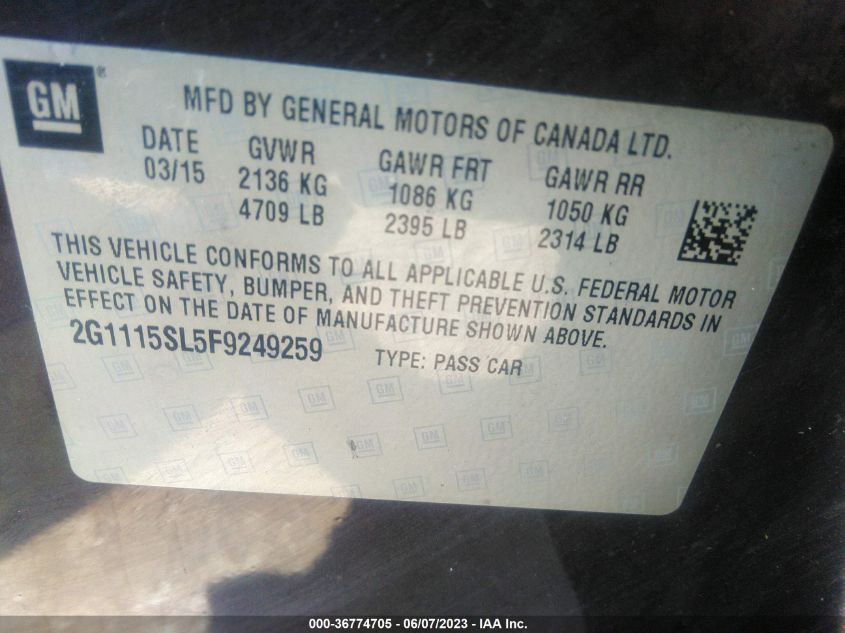 GM®
MFD BY GENERAL MOTORS OF CANADA LTD.
DATE GVWR GAWR FRT GAWR RR
03/15 2136 KG 1086 KG 1050 KG
4709 LB 2395 LB 2314 LB
THIS VEHICLE CONFORMS TO ALL APPLICABLE U.S. FEDERAL MOTOR
VEHICLE SAFETY, BUMPER, AND THEFT PREVENTION STANDARDS IN
EFFECT ON THE DATE OF MANUFACTURE SHOWN ABOVE.
2G1115SL5F9249259 TYPE: PASS CAR
000-36774705 - 06/07/2023 - IAA Inc.